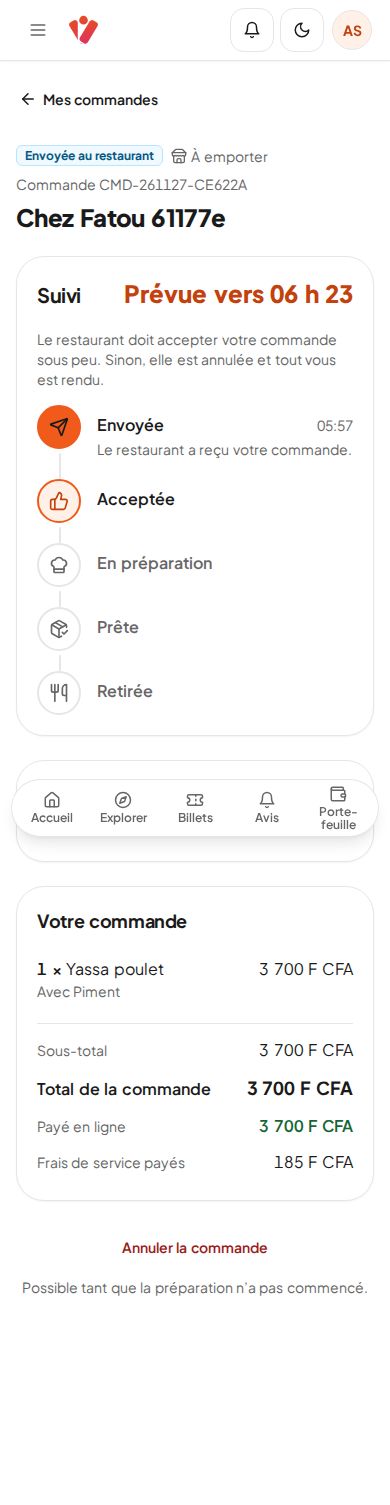 AS
Mes commandes
Envoyée au restaurant À emporter
Commande CMD-261127-CE622A
Chez Fatou 61177e
Suivi Prévue vers 06 h 23
Le restaurant doit accepter votre commande
sous peu. Sinon, elle est annulée et tout vous
est rendu.
Envoyée 05:57
Le restaurant a reçu votre commande.
Acceptée
En préparation
Prête
Retirée
Accueil Explorer Billets Avis Porte-
feuille
Votre commande
1 × Yassa poulet 3 700 F CFA
Avec Piment
Sous-total 3 700 F CFA
Total de la commande 3 700 F CFA
Payé en ligne 3 700 F CFA
Frais de service payés 185 F CFA
Annuler la commande
Possible tant que la préparation n'a pas commencé.